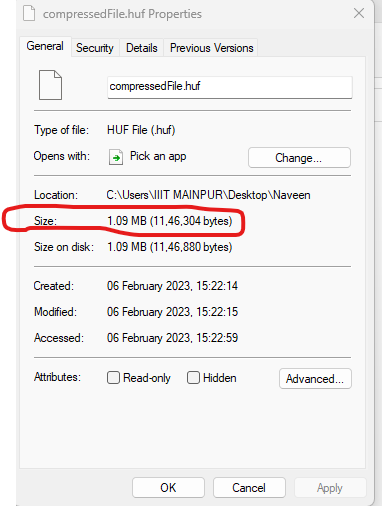 compressedFile.huf Properties
General Security Details Previous Versions
compressedFile.huf
Type of file: HUF File (.huf)
Opens with: Pick an app Change...
Location: C:\Users\IIIT MAINPUR\Desktop\Naveen
Size: 1.09 MB (11,46,304 bytes)
Size on disk: 1.09 MB (11,46,880 bytes)
Created: 06 February 2023, 15:22:14
Modified: 06 February 2023, 15:22:15
Accessed: 06 February 2023, 15:22:59
Attributes: Read-only Hidden Advanced...
OK Cancel Apply